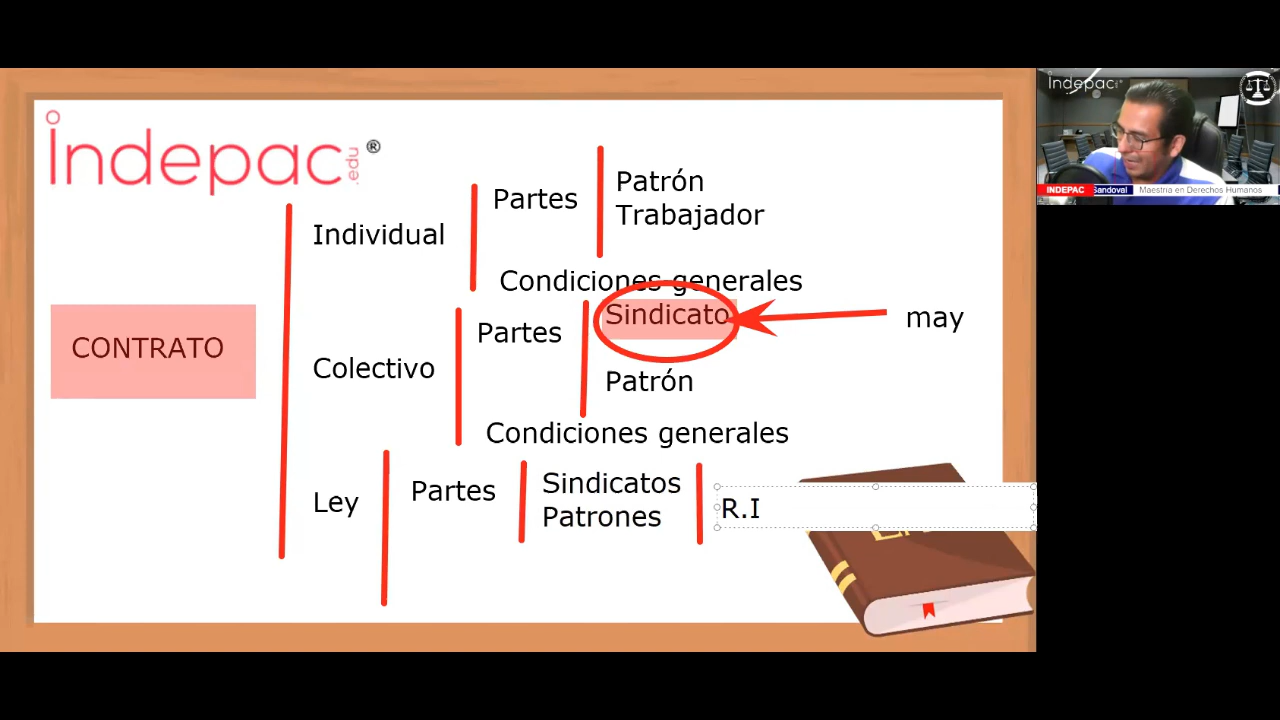 Indepac.edu ®
CONTRATO
Individual
Partes
Patrón
Trabajador
Condiciones generales
Colectivo
Partes
Sindicato
may
Patrón
Condiciones generales
Ley
Partes
Sindicatos
Patrones
R.I
Indepac
INDEPAC
Sandoval
Maestria en Derechos Humanos